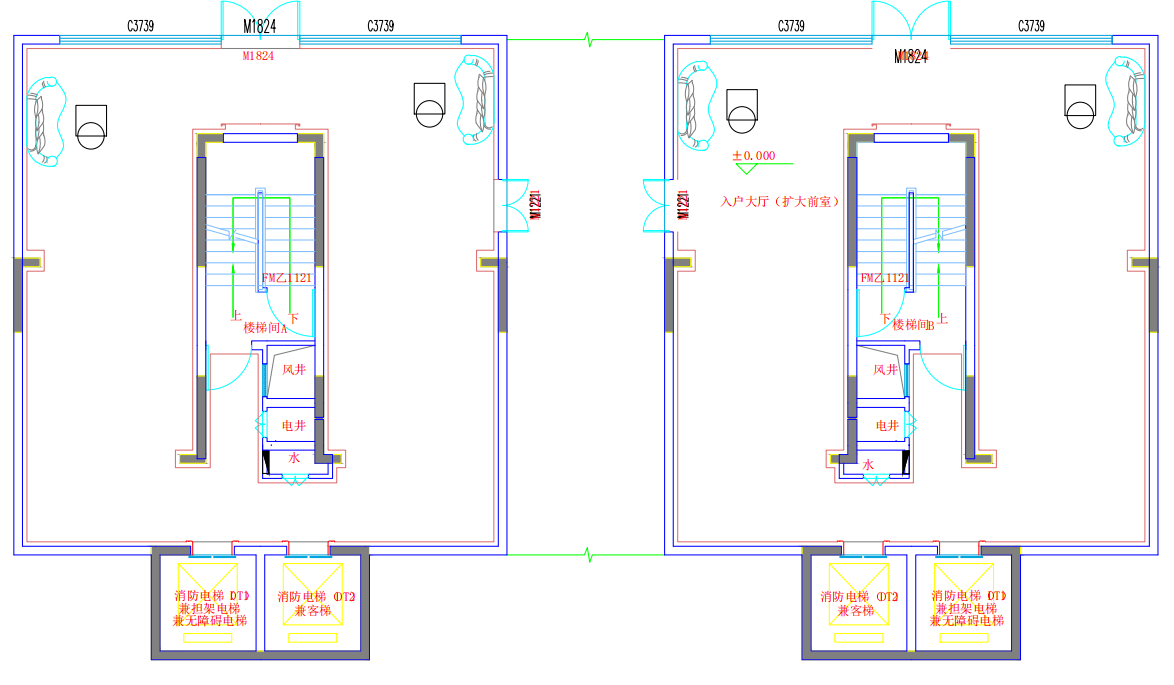 C3739
M1824
C3739
C3739
C3739
M1824
M1824
±0.000
M1221
M1221
入户大厅（扩大前室）
FM乙1121
FM乙1121
上
下
下
上
楼梯间A
楼梯间B
风井
风井
电井
电井
水
水
消防电梯（DT1）
兼担架电梯
兼无障碍电梯
消防电梯（DT2）
兼客梯
消防电梯（DT2）
兼客梯
消防电梯（DT1）
兼担架电梯
兼无障碍电梯